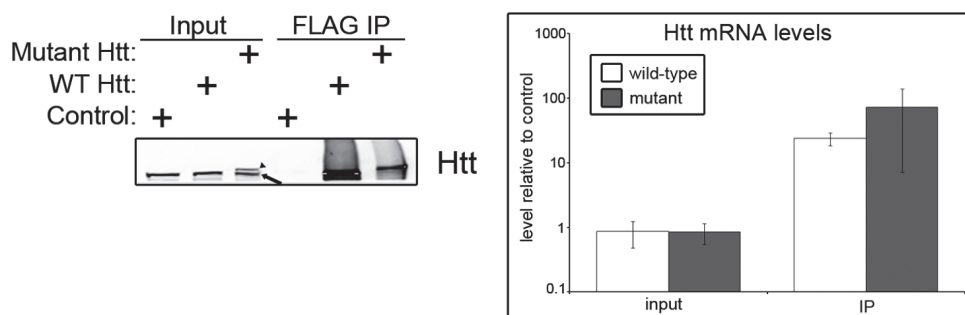 Input FLAG IP
Mutant Htt: + +
WT Htt: + +
Control: + +
Htt
Htt mRNA levels
wild-type
mutant
level relative to control
1000
100
10
1
0.1
input IP